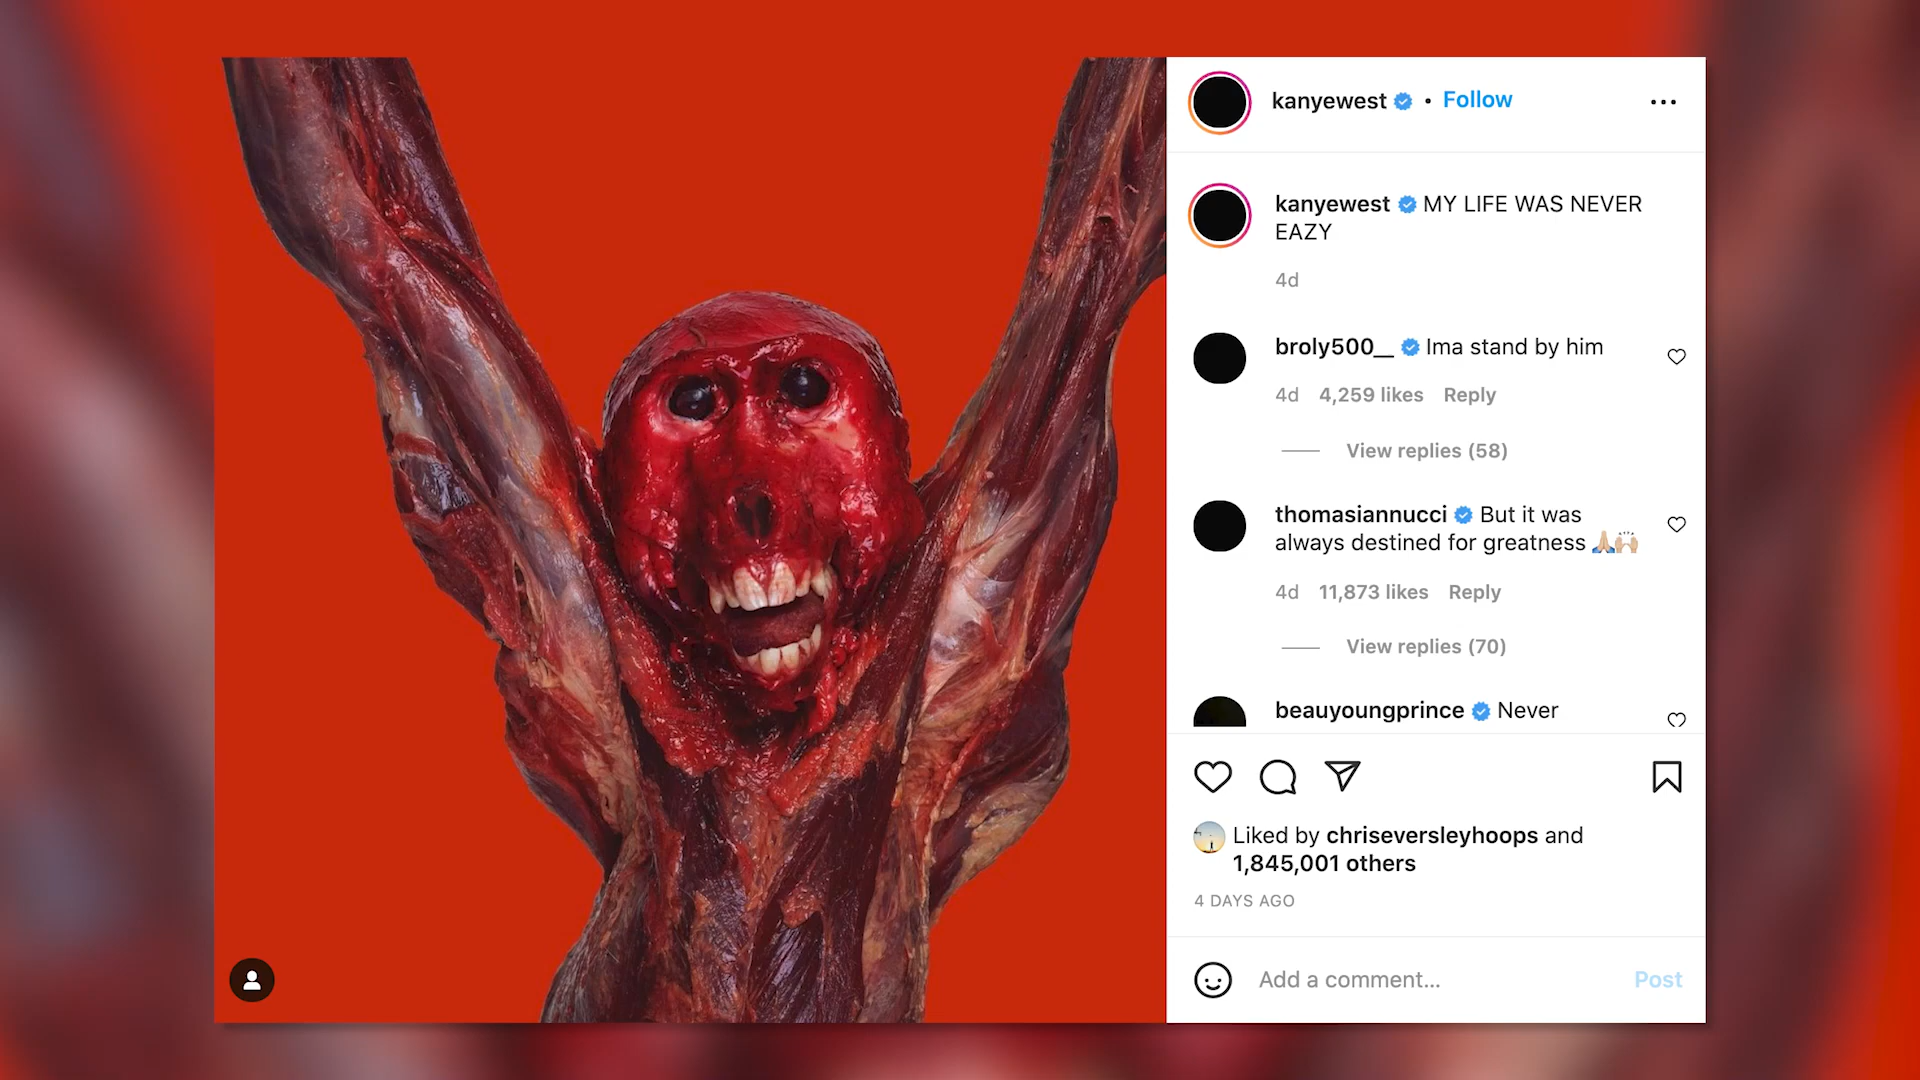 kanyewest • Follow
kanyewest MY LIFE WAS NEVER
EAZY
4d
broly500__ Ima stand by him
4d 4,259 likes Reply
View replies (58)
thomasiannucci But it was
always destined for greatness 🙏🏼🙌🏼
4d 11,873 likes Reply
View replies (70)
beauyoungprince Never
Liked by chriseversleyhoops and
1,845,001 others
4 DAYS AGO
Add a comment...
Post